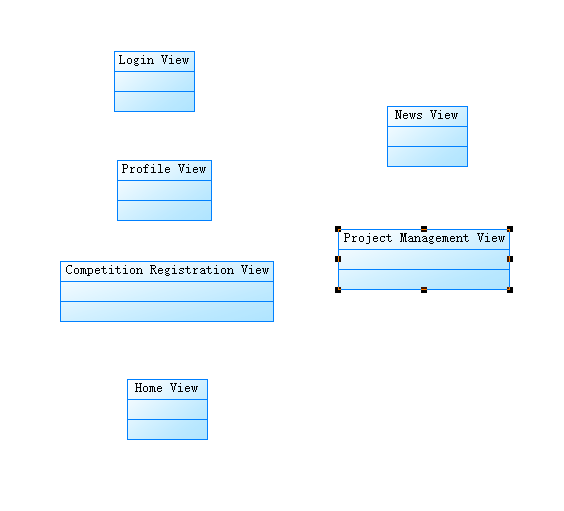 Login View
News View
Profile View
Project Management View
Competition Registration View
Home View